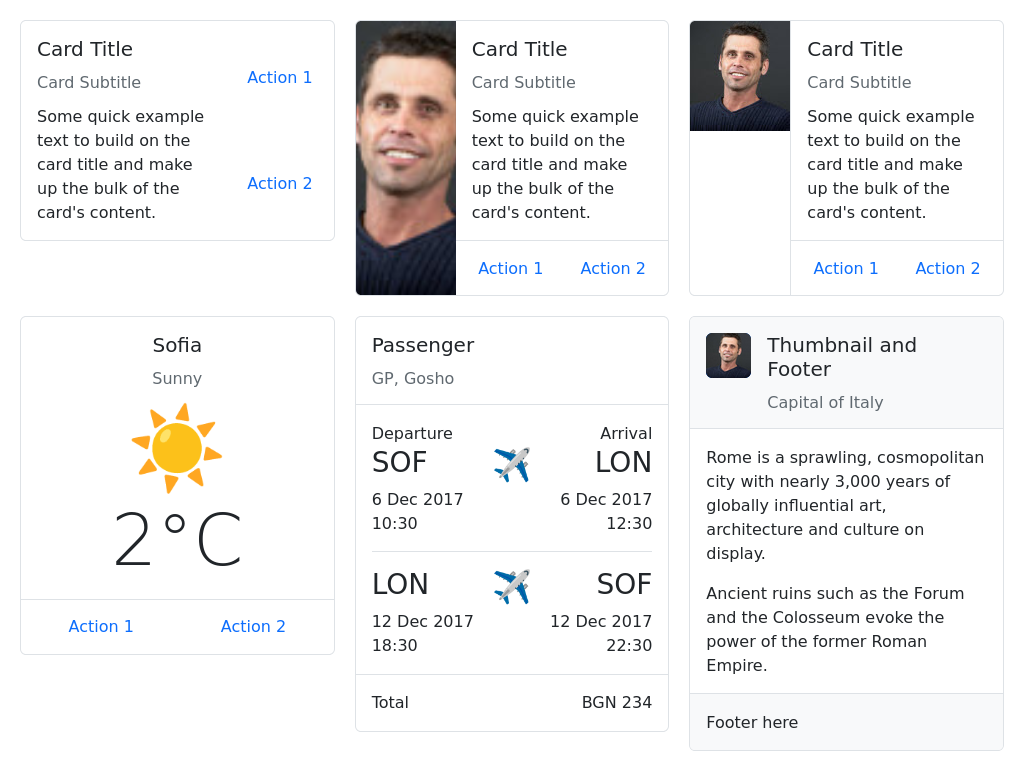 Card Title
Card Subtitle
Some quick example
text to build on the
card title and make
up the bulk of the
card's content.
Action 1
Action 2
Card Title
Card Subtitle
Some quick example
text to build on the
card title and make
up the bulk of the
card's content.
Action 1 Action 2
Card Title
Card Subtitle
Some quick example
text to build on the
card title and make
up the bulk of the
card's content.
Action 1 Action 2
Sofia
Sunny
2°C
Action 1 Action 2
Passenger
GP, Gosho
Departure Arrival
SOF LON
6 Dec 2017 6 Dec 2017
10:30 12:30
LON SOF
12 Dec 2017 12 Dec 2017
18:30 22:30
Total BGN 234
Thumbnail and
Footer
Capital of Italy
Rome is a sprawling, cosmopolitan
city with nearly 3,000 years of
globally influential art,
architecture and culture on
display.
Ancient ruins such as the Forum
and the Colosseum evoke the
power of the former Roman
Empire.
Footer here